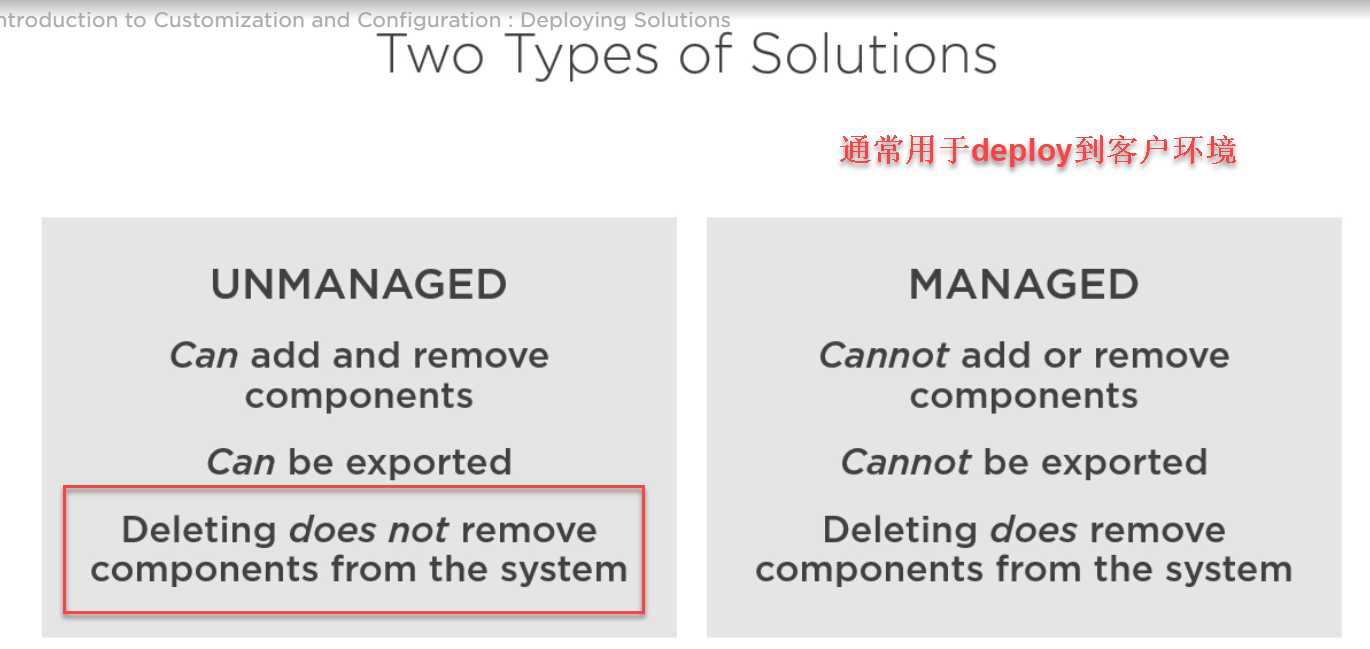 ntroduction to Customization and Configuration : Deploying Solutions
Two Types of Solutions
通常用于deploy到客户环境
UNMANAGED
Can add and remove
components
Can be exported
Deleting does not remove
components from the system
MANAGED
Cannot add or remove
components
Cannot be exported
Deleting does remove
components from the system